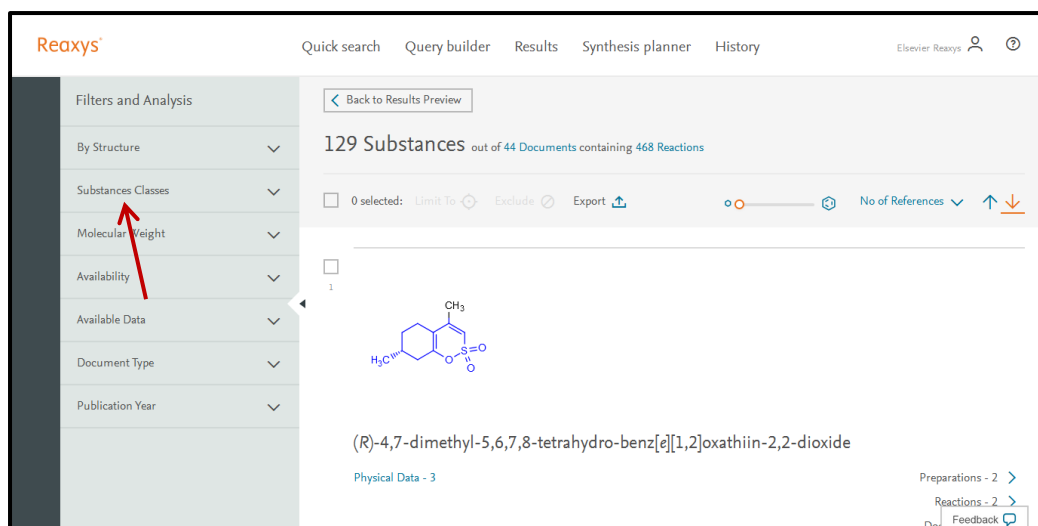 Reaxys®
Quick search Query builder Results Synthesis planner History
Elsevier Reaxys
Filters and Analysis
By Structure
Substances Classes
Molecular Weight
Availability
Available Data
Document Type
Publication Year
Back to Results Preview
129 Substances out of 44 Documents containing 468 Reactions
0 selected: Limit To Exclude Export No of References
1
CH3
H3C
O S O
O
(R)-4,7-dimethyl-5,6,7,8-tetrahydro-benz[e][1,2]oxathiin-2,2-dioxide
Physical Data - 3
Preparations - 2
Reactions - 2
Feedback